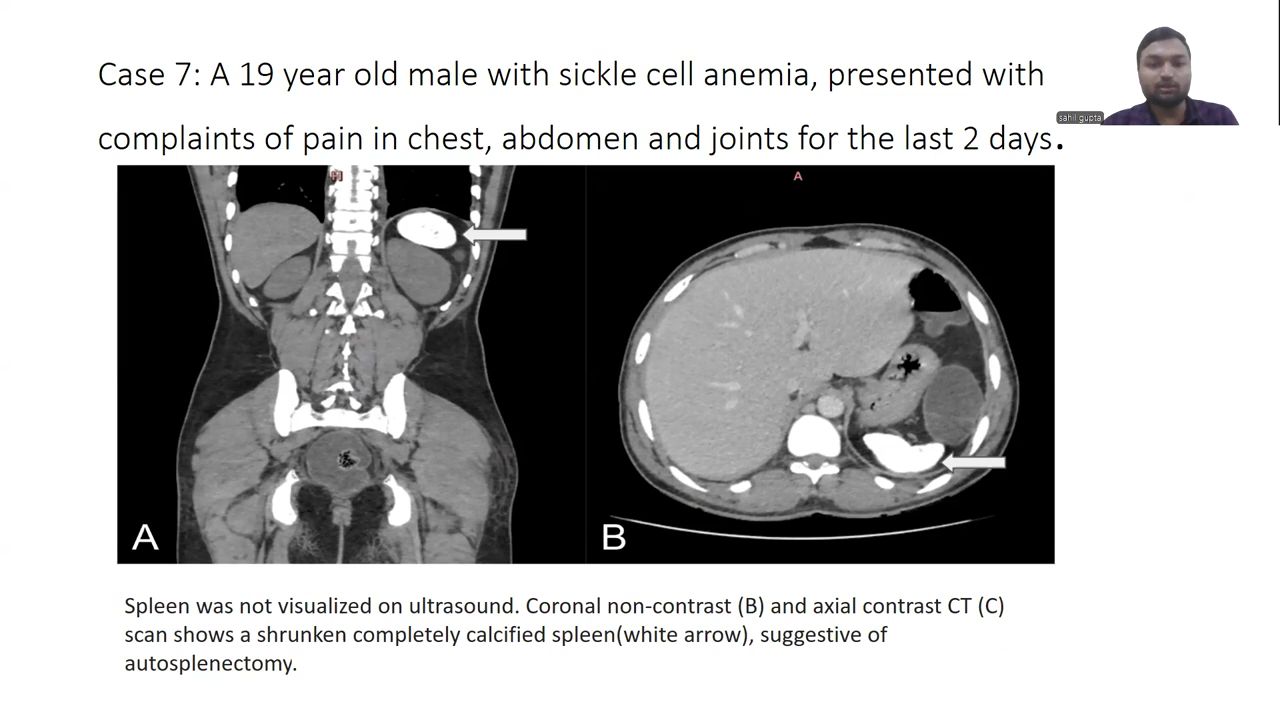 Case 7: A 19 year old male with sickle cell anemia, presented with
complaints of pain in chest, abdomen and joints for the last 2 days.
sahil gupta
H
A
A
B
Spleen was not visualized on ultrasound. Coronal non-contrast (B) and axial contrast CT (C)
scan shows a shrunken completely calcified spleen(white arrow), suggestive of
autosplenectomy.